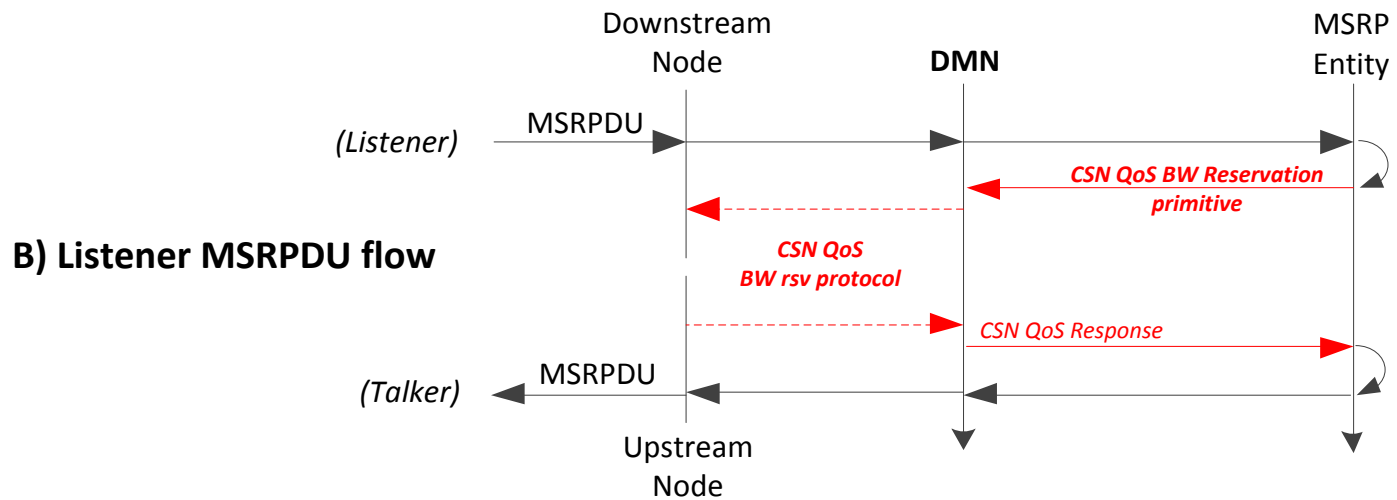 Downstream
Node
DMN
MSRP
Entity
(Listener)
MSRPDU
CSN QoS BW Reservation
primitive
B) Listener MSRPDU flow
CSN QoS
BW rsv protocol
CSN QoS Response
(Talker)
MSRPDU
Upstream
Node